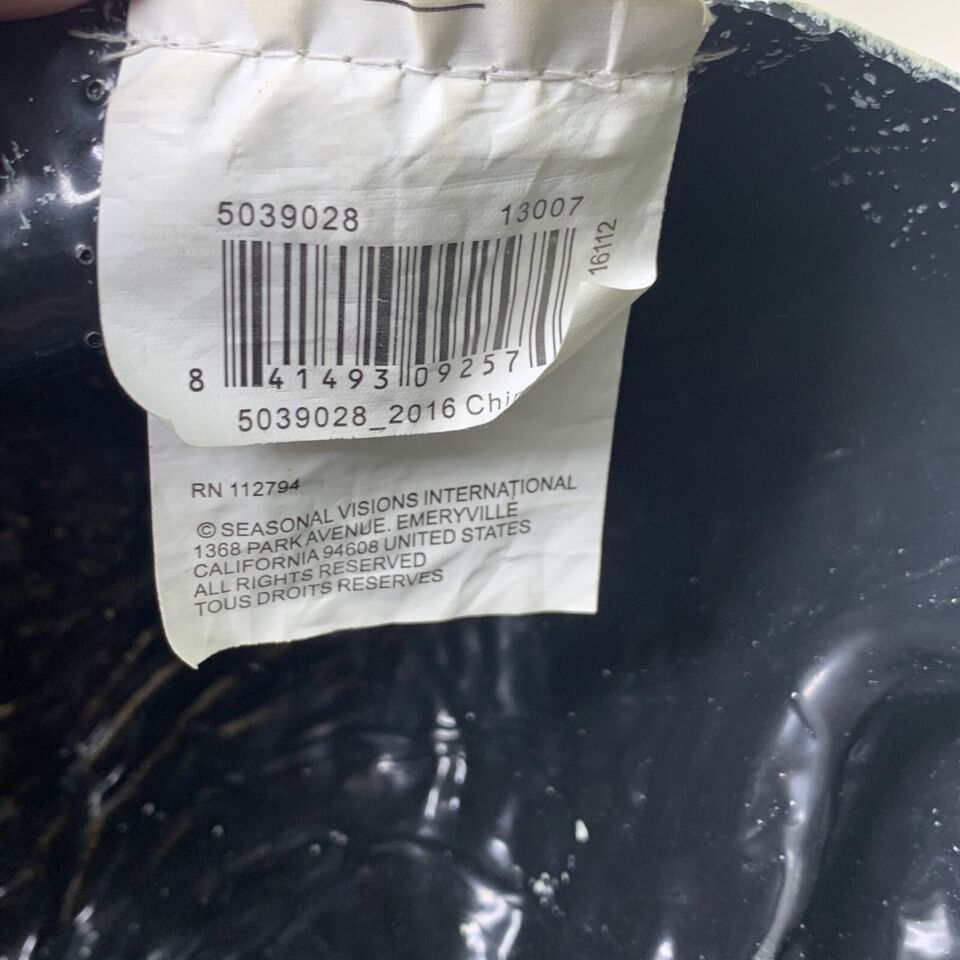 5039028 13007
16112
8 41493 09257
5039028_2016
RN 112794
© SEASONAL VISIONS INTERNATIONAL
1368 PARK AVENUE. EMERYVILLE
CALIFORNIA 94608 UNITED STATES
ALL RIGHTS RESERVED
TOUS DROITS RESERVES